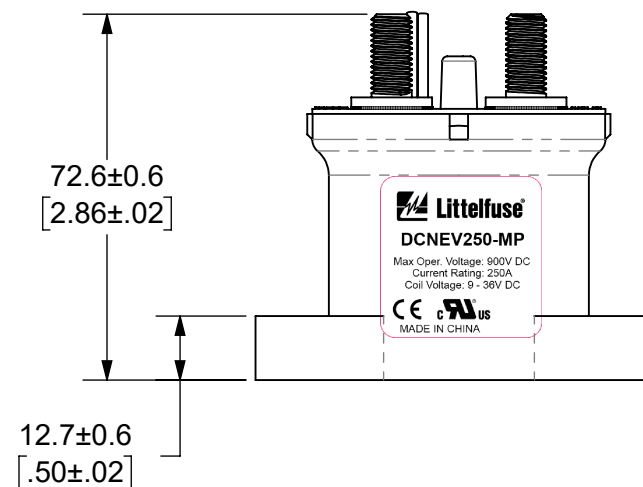 72.6±0.6
[2.86±.02]
Littelfuse®
DCNEV250-MP
Max Oper. Voltage: 900V DC
Current Rating: 250A
Coil Voltage: 9 - 36V DC
CE c RU US
MADE IN CHINA
12.7±0.6
[.50±.02]